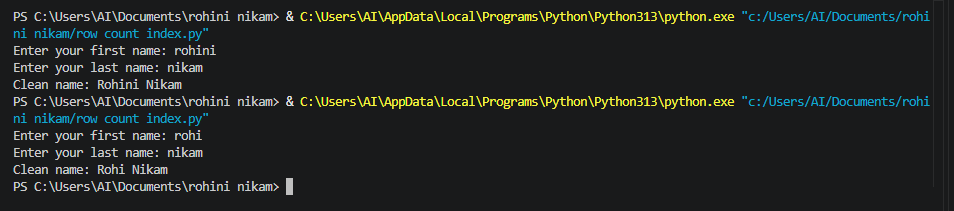 PS C:\Users\AI\Documents\rohini nikam> & C:\Users\AI\AppData\Local\Programs\Python\Python313\python.exe "c:/Users/AI/Documents/rohi
ni nikam/row count index.py"
Enter your first name: rohini
Enter your last name: nikam
Clean name: Rohini Nikam
PS C:\Users\AI\Documents\rohini nikam> & C:\Users\AI\AppData\Local\Programs\Python\Python313\python.exe "c:/Users/AI/Documents/rohi
ni nikam/row count index.py"
Enter your first name: rohi
Enter your last name: nikam
Clean name: Rohi Nikam
PS C:\Users\AI\Documents\rohini nikam>